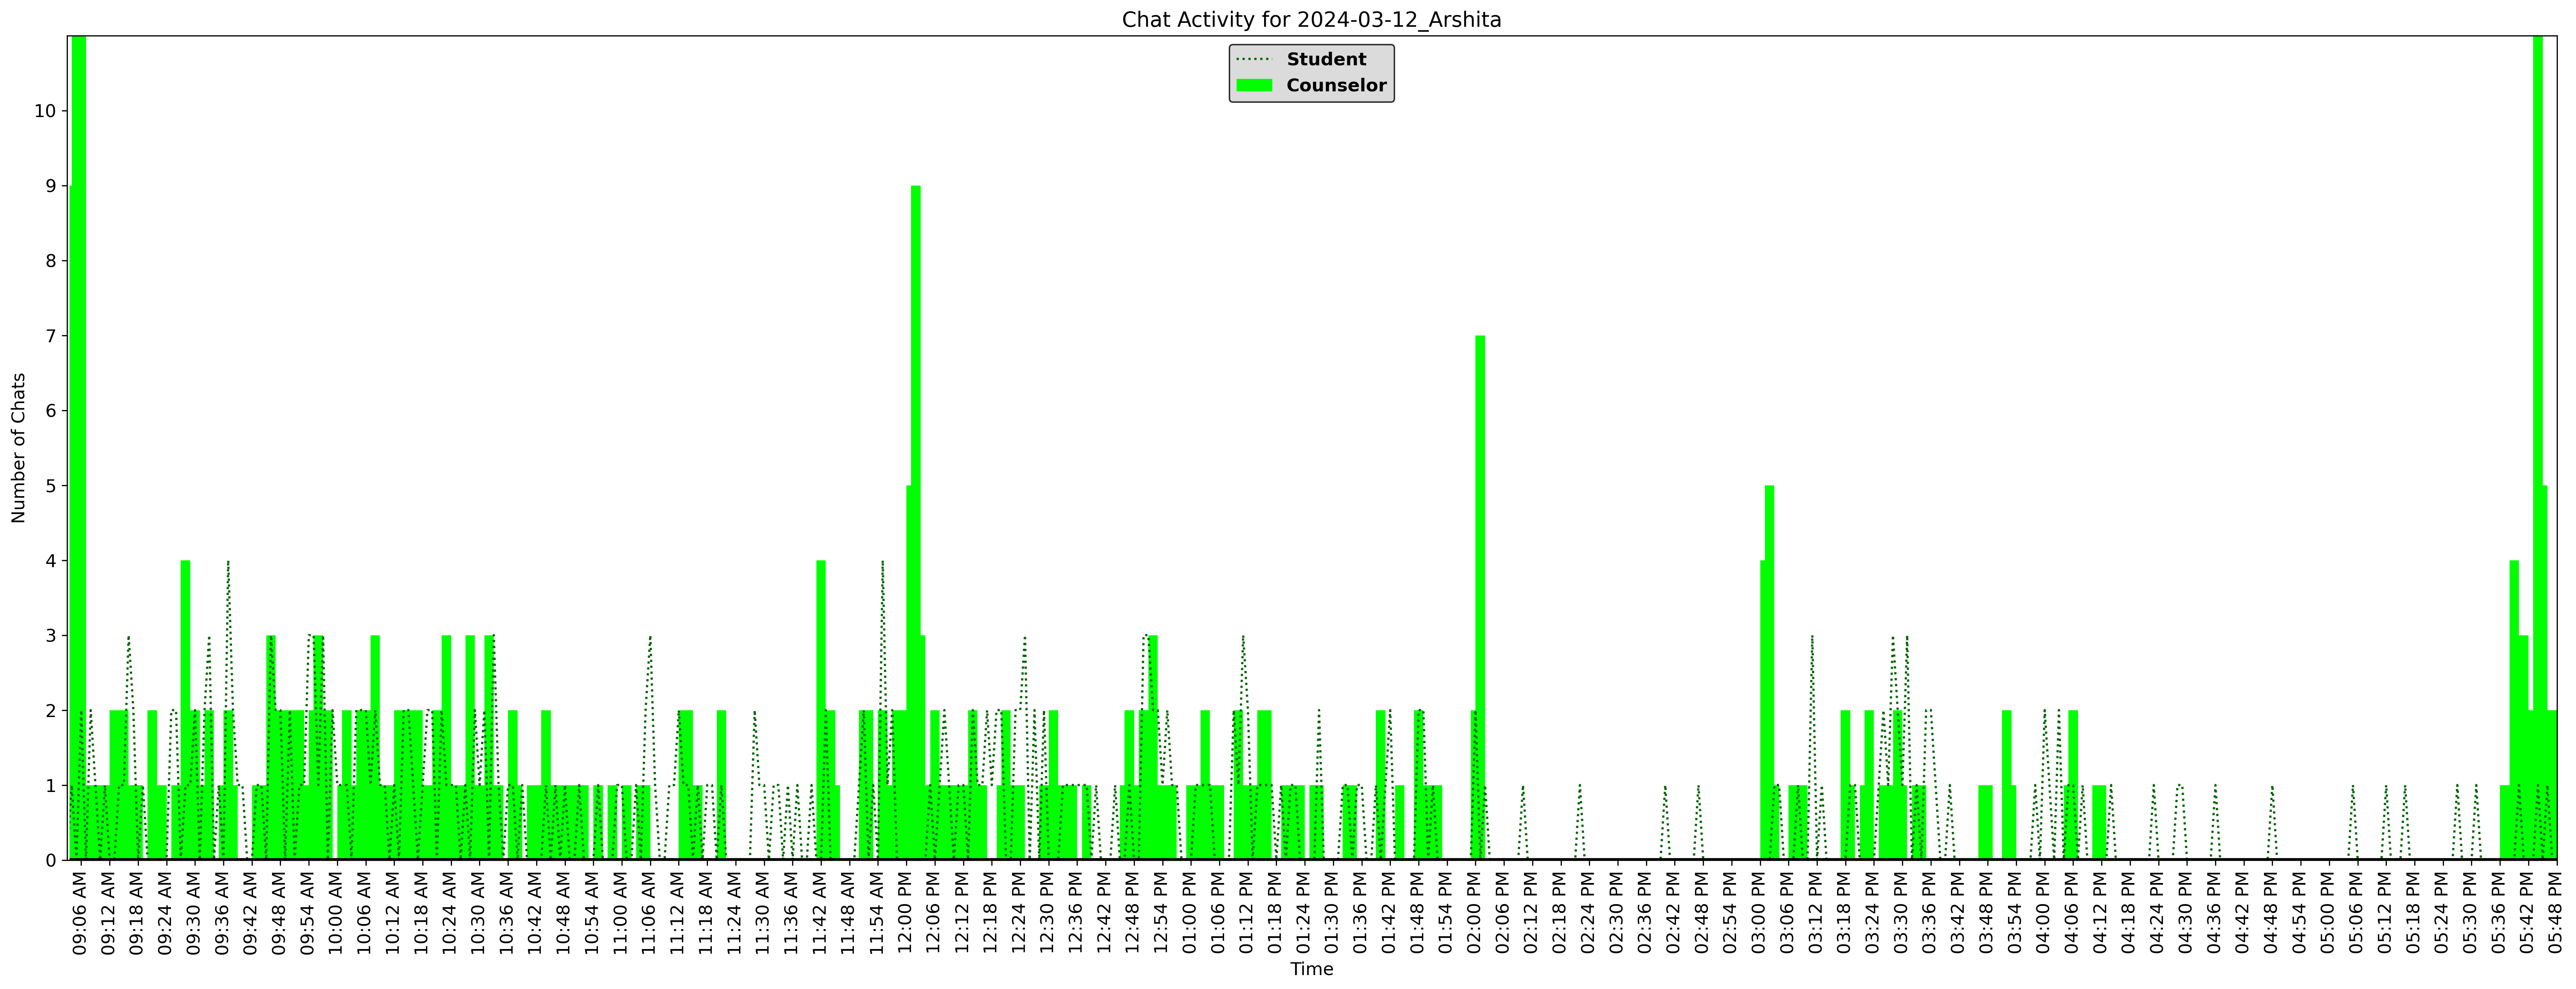 Chat Activity for 2024-03-12_Arshita
Student
Counselor
Number of Chats
10
9
8
7
6
5
4
3
2
1
0
09:06 AM
09:12 AM
09:18 AM
09:24 AM
09:30 AM
09:36 AM
09:42 AM
09:48 AM
09:54 AM
10:00 AM
10:06 AM
10:12 AM
10:18 AM
10:24 AM
10:30 AM
10:36 AM
10:42 AM
10:48 AM
10:54 AM
11:00 AM
11:06 AM
11:12 AM
11:18 AM
11:24 AM
11:30 AM
11:36 AM
11:42 AM
11:48 AM
11:54 AM
12:00 PM
12:06 PM
12:12 PM
12:18 PM
12:24 PM
12:30 PM
12:36 PM
12:42 PM
12:48 PM
12:54 PM
01:00 PM
01:06 PM
01:12 PM
01:18 PM
01:24 PM
01:30 PM
01:36 PM
01:42 PM
01:48 PM
01:54 PM
02:00 PM
02:06 PM
02:12 PM
02:18 PM
02:24 PM
02:30 PM
02:36 PM
02:42 PM
02:48 PM
02:54 PM
03:00 PM
03:06 PM
03:12 PM
03:18 PM
03:24 PM
03:30 PM
03:36 PM
03:42 PM
03:48 PM
03:54 PM
04:00 PM
04:06 PM
04:12 PM
04:18 PM
04:24 PM
04:30 PM
04:36 PM
04:42 PM
04:48 PM
04:54 PM
05:00 PM
05:06 PM
05:12 PM
05:18 PM
05:24 PM
05:30 PM
05:36 PM
05:42 PM
05:48 PM
Time